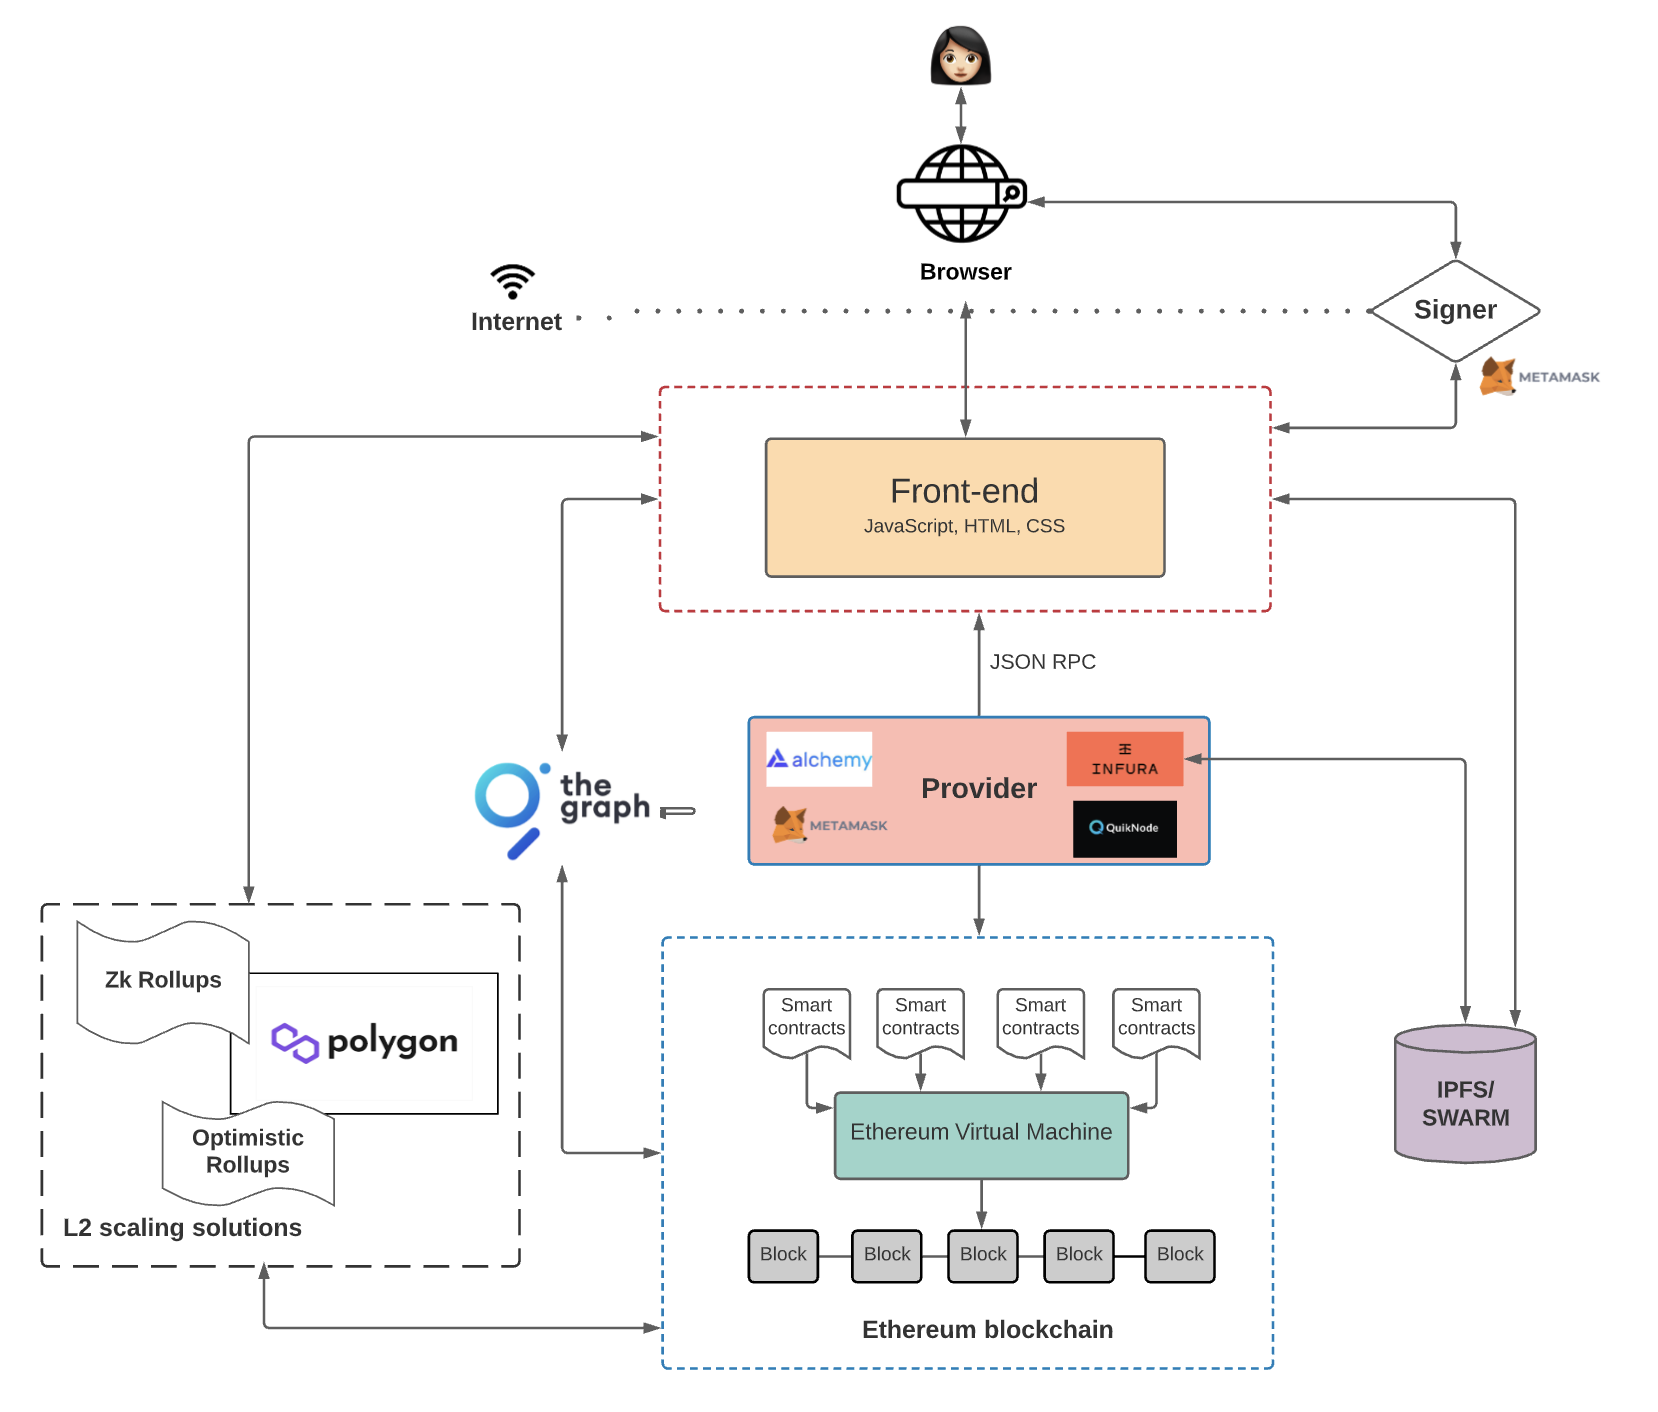 Browser
Internet
Signer
METAMASK
Front-end
JavaScript, HTML, CSS
JSON RPC
the
graph
alchemy
INFURA
Provider
METAMASK
QuikNode
Zk Rollups
polygon
Optimistic
Rollups
L2 scaling solutions
Smart
contracts
Smart
contracts
Smart
contracts
Smart
contracts
Ethereum Virtual Machine
Block
Block
Block
Block
Block
Ethereum blockchain
IPFS/
SWARM